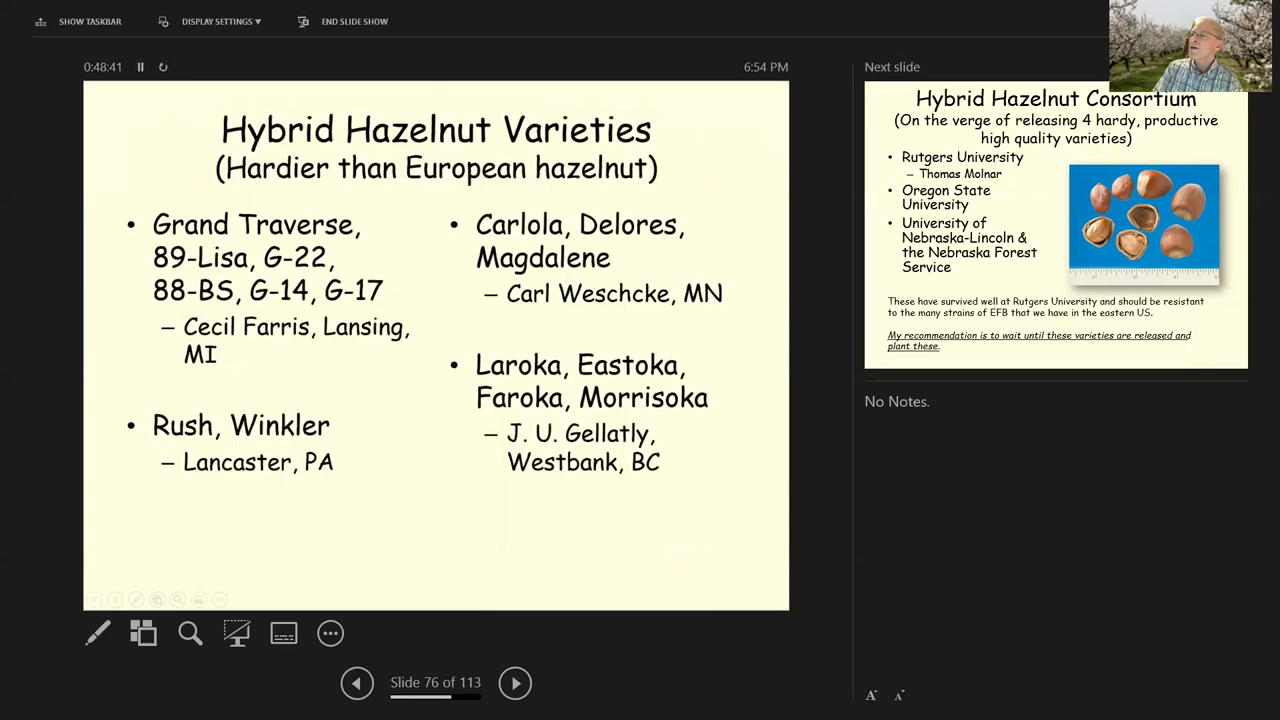 SHOW TASKBAR
DISPLAY SETTINGS ▼
END SLIDE SHOW
0:48:41
6:54 PM
Hybrid Hazelnut Varieties
(Hardier than European hazelnut)
• Grand Traverse,
89-Lisa, G-22,
88-BS, G-14, G-17
– Cecil Farris, Lansing,
MI
• Rush, Winkler
– Lancaster, PA
• Carlola, Delores,
Magdalene
– Carl Weschcke, MN
• Laroka, Eastoka,
Faroka, Morrisoka
– J. U. Gellatly,
Westbank, BC
Slide 76 of 113
Next slide
Hybrid Hazelnut Consortium
(On the verge of releasing 4 hardy, productive
high quality varieties)
• Rutgers University
– Thomas Molnar
• Oregon State
University
• University of
Nebraska-Lincoln &
the Nebraska Forest
Service
These have survived well at Rutgers University and should be resistant
to the many strains of EFB that we have in the eastern US.
My recommendation is to wait until these varieties are released and
plant these.
No Notes.
A A